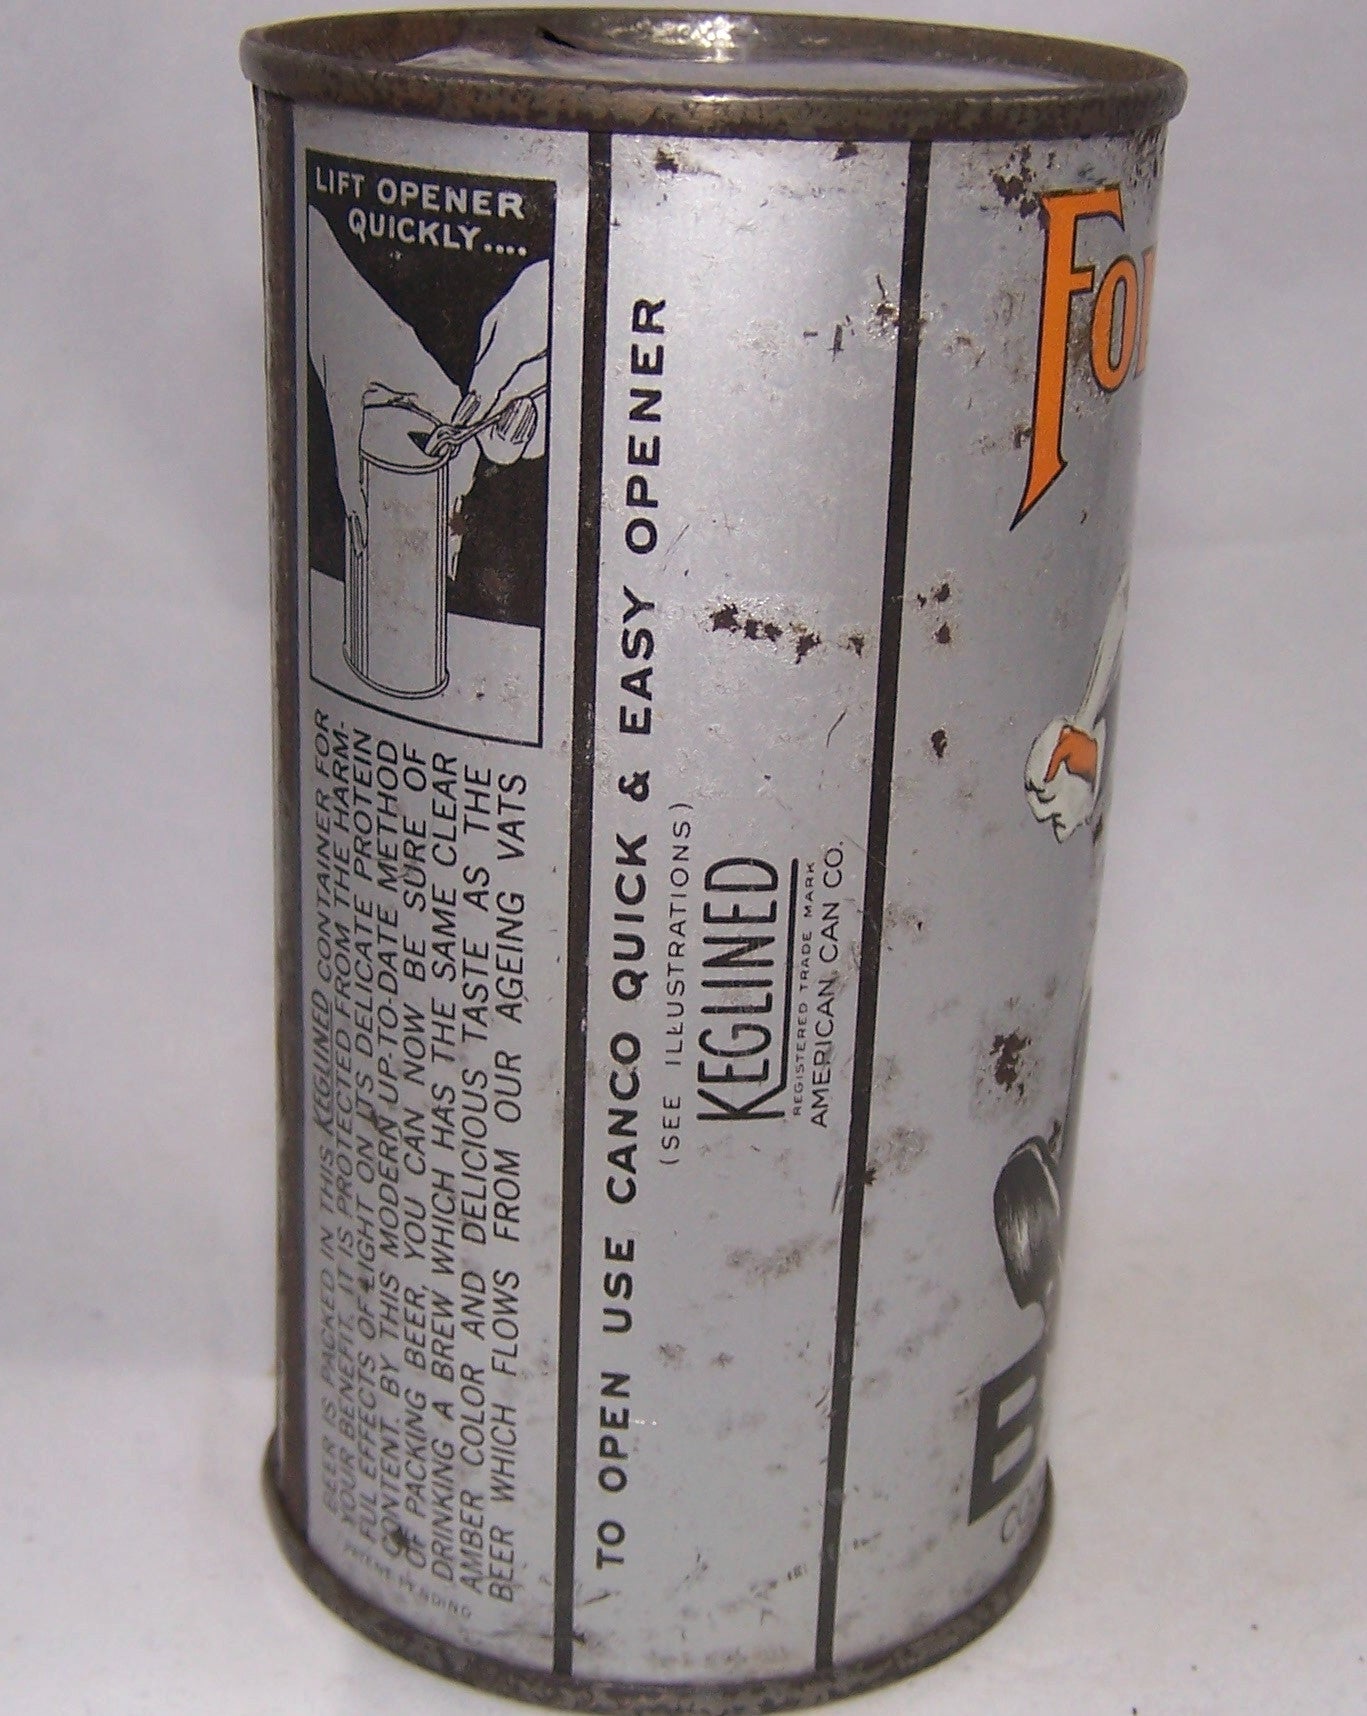 LIFT OPENER
QUICKLY....
BEER IS PACKED IN THIS KEGLINED CONTAINER FOR
YOUR BENEFIT. IT IS PROTECTED FROM THE HARM-
FUL EFFECTS OF LIGHT ON ITS DELICATE PROTEIN
CONTENT. BY THIS MODERN UP-TO-DATE METHOD
OF PACKING BEER, YOU CAN NOW BE SURE OF
DRINKING A BREW WHICH HAS THE SAME CLEAR
AMBER COLOR AND DELICIOUS TASTE AS THE
BEER WHICH FLOWS FROM OUR AGEING VATS
PATENT PENDING
TO OPEN USE CANCO QUICK & EASY OPENER
(SEE ILLUSTRATIONS)
KEGLINED
REGISTERED TRADE MARK
AMERICAN CAN CO.